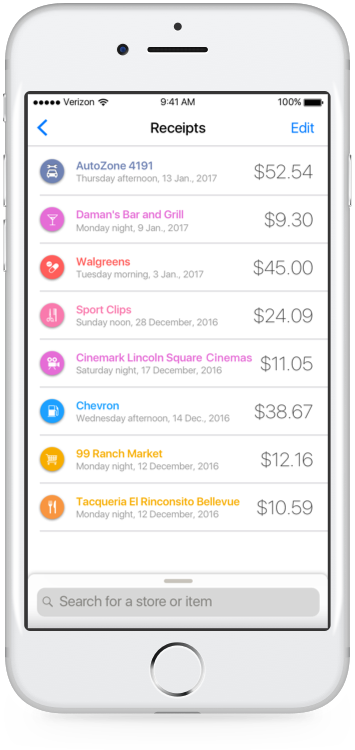 Verizon 9:41 AM 100%
Receipts Edit
AutoZone 4191 $52.54
Thursday afternoon, 13 Jan., 2017
Daman's Bar and Grill $9.30
Monday night, 9 Jan., 2017
Walgreens $45.00
Tuesday morning, 3 Jan., 2017
Sport Clips $24.09
Sunday noon, 28 December, 2016
Cinemark Lincoln Square Cinemas $11.05
Saturday night, 17 December, 2016
Chevron $38.67
Wednesday afternoon, 14 Dec., 2016
99 Ranch Market $12.16
Monday night, 12 December, 2016
Tacqueria El Rinconsito Bellevue $10.59
Monday night, 12 December, 2016
Search for a store or item